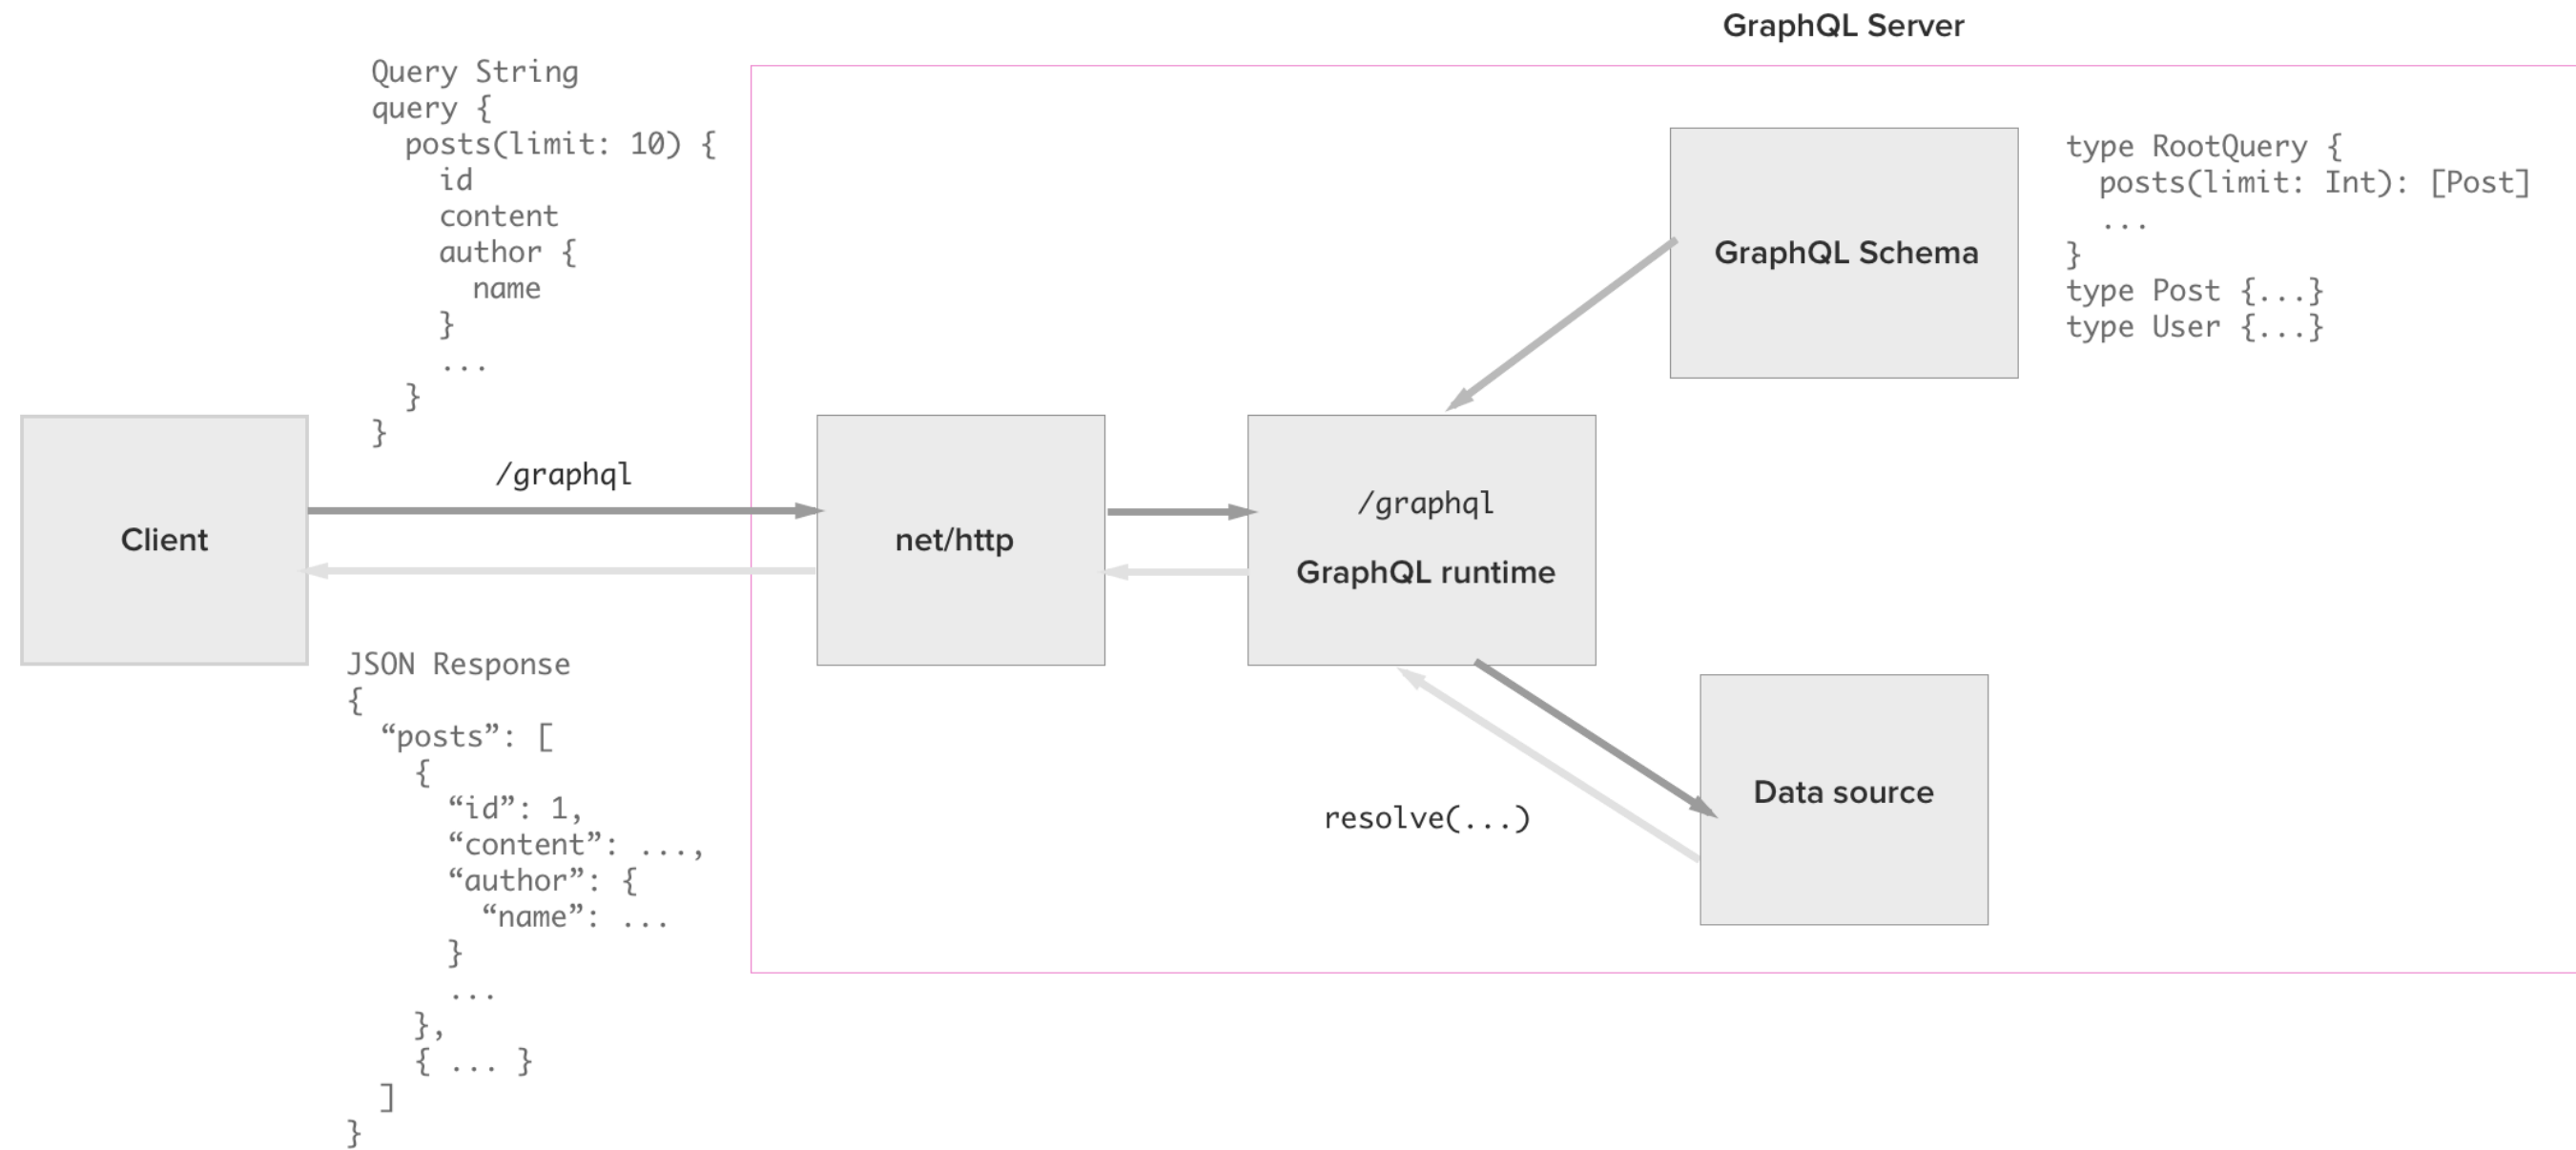 GraphQL Server
Query String
query {
  posts(limit: 10) {
    id
    content
    author {
      name
    }
    ...
  }
}
/graphql
Client
net/http
/graphql
GraphQL runtime
GraphQL Schema
type RootQuery {
  posts(limit: Int): [Post]
  ...
}
type Post {...}
type User {...}
Data source
resolve(...)
JSON Response
{
  “posts”: [
    {
      “id”: 1,
      “content”: ...,
      “author”: {
        “name”: ...
      }
      ...
    },
    { ... }
  ]
}